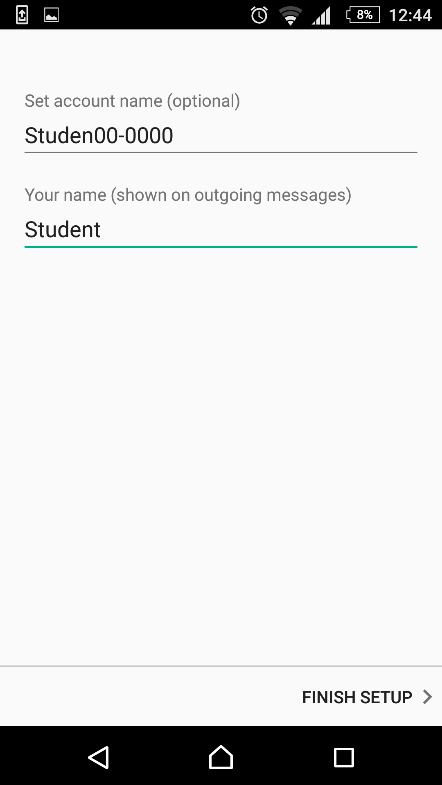 8% 12:44
Set account name (optional)
Studen00-0000
Your name (shown on outgoing messages)
Student
FINISH SETUP